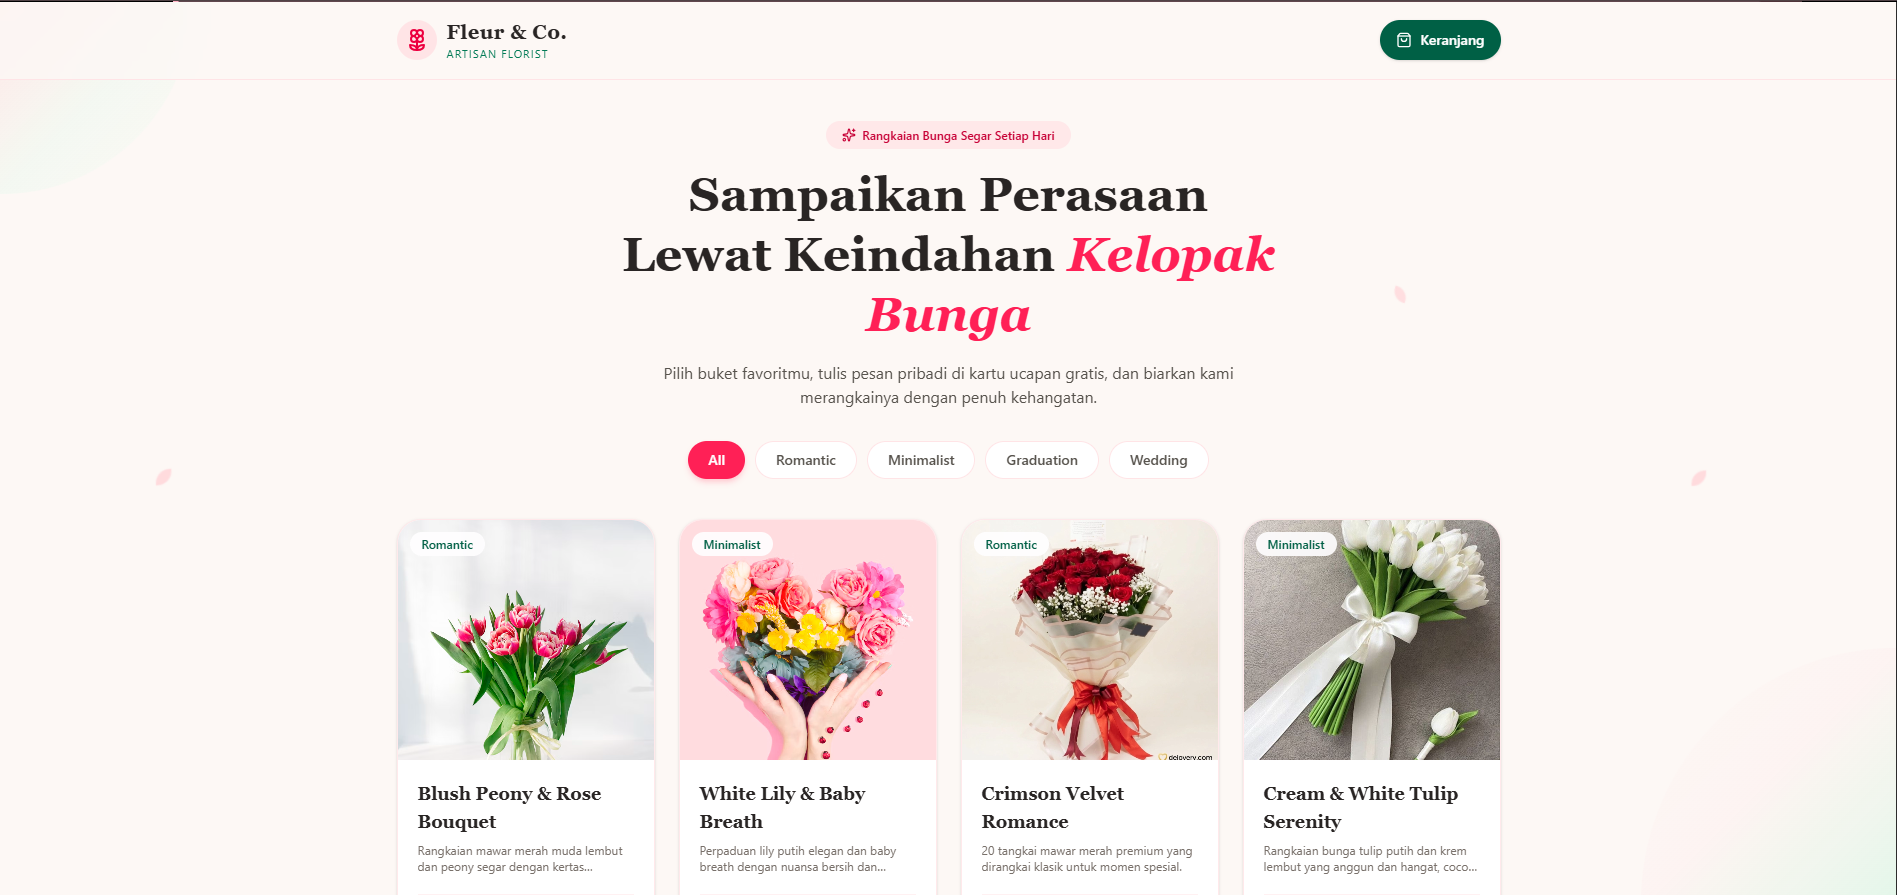 Fleur & Co.
ARTISAN FLORIST
Keranjang
Rangkaian Bunga Segar Setiap Hari
Sampaikan Perasaan
Lewat Keindahan Kelopak
Bunga
Pilih buket favoritmu, tulis pesan pribadi di kartu ucapan gratis, dan biarkan kami
merangkainya dengan penuh kehangatan.
All
Romantic
Minimalist
Graduation
Wedding
Romantic
Blush Peony & Rose
Bouquet
Rangkaian mawar merah muda lembut
dan peony segar dengan kertas...
Minimalist
White Lily & Baby
Breath
Perpaduan lily putih elegan dan baby
breath dengan nuansa bersih dan...
Romantic
delovery.com
Crimson Velvet
Romance
20 tangkai mawar merah premium yang
dirangkai klasik untuk momen spesial.
Minimalist
Cream & White Tulip
Serenity
Rangkaian bunga tulip putih dan krem
lembut yang anggun dan hangat, coco...